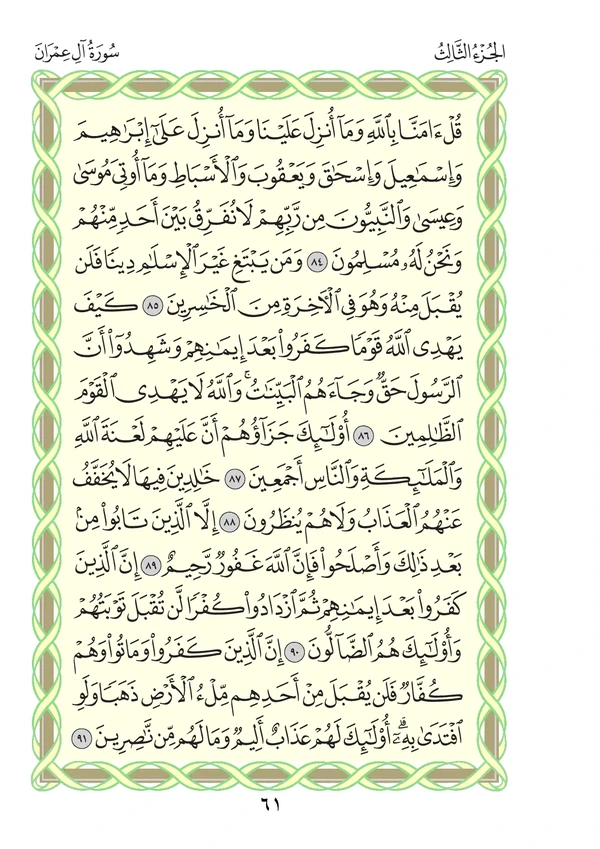 الجُزْءُ الثَّالِثُ سُورَةُ آلِ عِمْرَانَ
قُلْ ءَامَنَّا بِٱللَّهِ وَمَآ أُنزِلَ عَلَيْنَا وَمَآ أُنزِلَ عَلَىٰٓ إِبْرَٰهِيمَ
وَإِسْمَٰعِيلَ وَإِسْحَٰقَ وَيَعْقُوبَ وَٱلْأَسْبَاطِ وَمَآ أُوتِىَ مُوسَىٰ
وَعِيسَىٰ وَٱلنَّبِيُّونَ مِن رَّبِّهِمْ لَا نُفَرِّقُ بَيْنَ أَحَدٍ مِّنْهُمْ
وَنَحْنُ لَهُۥ مُسْلِمُونَ ٨٤ وَمَن يَبْتَغِ غَيْرَ ٱلْإِسْلَٰمِ دِينًا فَلَن
يُقْبَلَ مِنْهُ وَهُوَ فِى ٱلْأَخِرَةِ مِنَ ٱلْخَٰسِرِينَ ٨٥ كَيْفَ
يَهْدِى ٱللَّهُ قَوْمًا كَفَرُوا۟ بَعْدَ إِيمَٰنِهِمْ وَشَهِدُوٓا۟ أَنَّ
ٱلرَّسُولَ حَقٌّ وَجَآءَهُمُ ٱلْبَيِّنَٰتُ ۚ وَٱللَّهُ لَا يَهْدِى ٱلْقَوْمَ
ٱلظَّٰلِمِينَ ٨٦ أُو۟لَٰٓئِكَ جَزَآؤُهُمْ أَنَّ عَلَيْهِمْ لَعْنَةَ ٱللَّهِ
وَٱلْمَلَٰٓئِكَةِ وَٱلنَّاسِ أَجْمَعِينَ ٨٧ خَٰلِدِينَ فِيهَا لَا يُخَفَّفُ
عَنْهُمُ ٱلْعَذَابُ وَلَا هُمْ يُنظَرُونَ ٨٨ إِلَّا ٱلَّذِينَ تَابُوا۟ مِنۢ
بَعْدِ ذَٰلِكَ وَأَصْلَحُوا۟ فَإِنَّ ٱللَّهَ غَفُورٌ رَّحِيمٌ ٨٩ إِنَّ ٱلَّذِينَ
كَفَرُوا۟ بَعْدَ إِيمَٰنِهِمْ ثُمَّ ٱزْدَادُوا۟ كُفْرًا لَّن تُقْبَلَ تَوْبَتُهُمْ
وَأُو۟لَٰٓئِكَ هُمُ ٱلضَّآلُّونَ ٩٠ إِنَّ ٱلَّذِينَ كَفَرُوا۟ وَمَاتُوا۟ وَهُمْ
كُفَّارٌ فَلَن يُقْبَلَ مِنْ أَحَدِهِم مِّلْءُ ٱلْأَرْضِ ذَهَبًا وَلَوِ
ٱفْتَدَىٰ بِهِۦٓ ۗ أُو۟لَٰٓئِكَ لَهُمْ عَذَابٌ أَلِيمٌ وَمَا لَهُم مِّن نَّٰصِرِينَ ٩١
٦١